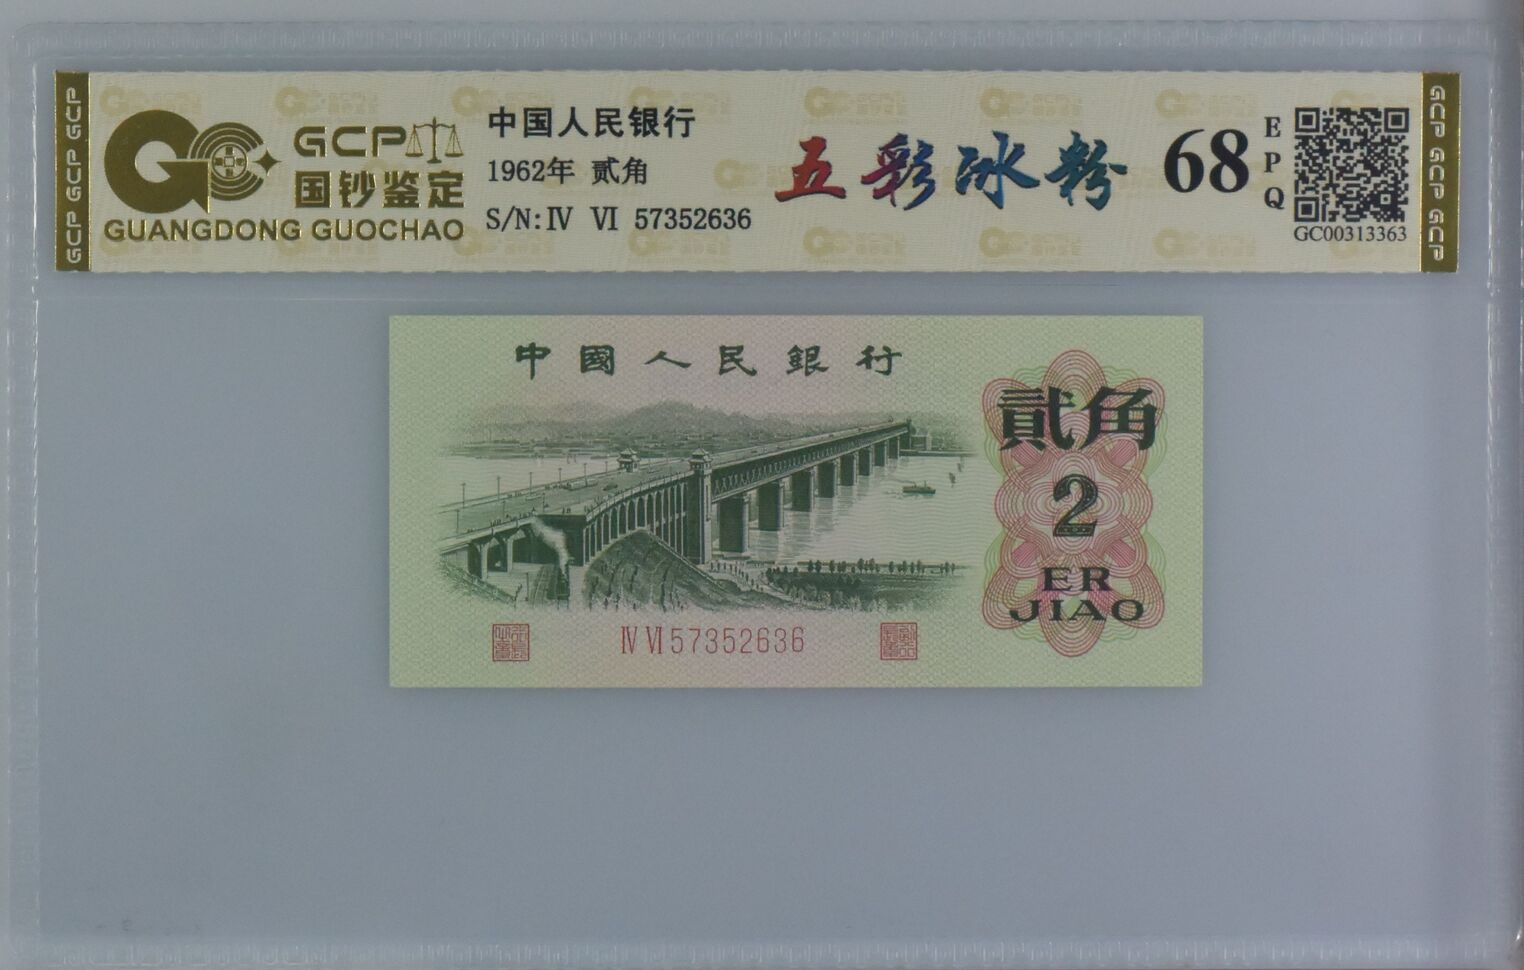 GCP
国钞鉴定
GUANGDONG GUOCHAO
中国人民银行
1962年 贰角
S/N: Ⅳ Ⅵ 57352636
五彩冰粉
68
E
P
Q
GC00313363
GCP GCP GCP
GCP GCP GCP
中國人民銀行
貳角
2
ER
JIAO
Ⅳ Ⅵ 57352636